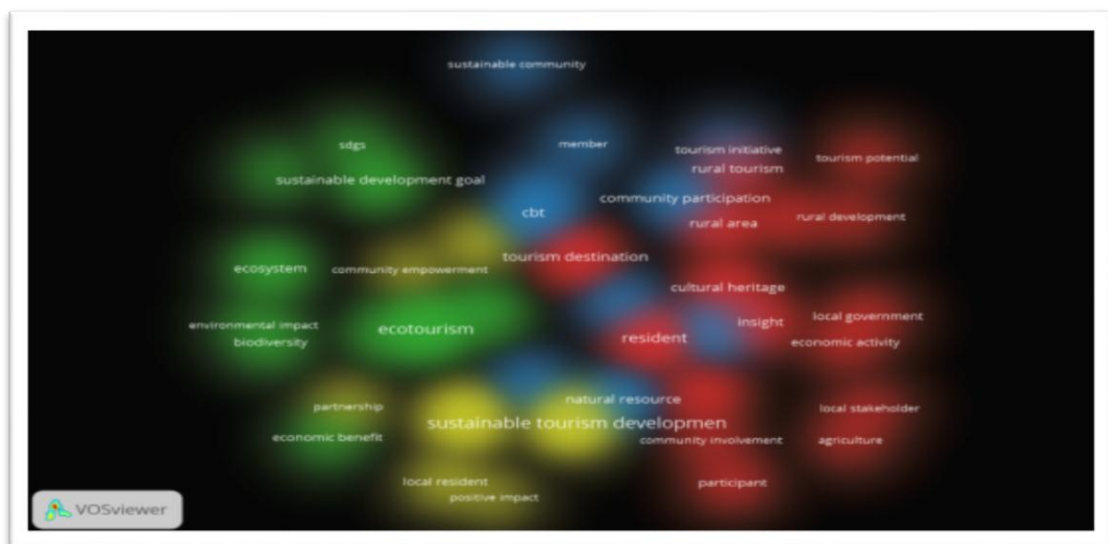 sustainable community
sdgs
member
tourism initiative
tourism potential
rural tourism
sustainable development goal
community participation
cbt
rural area
rural development
tourism destination
ecosystem
community empowerment
cultural heritage
environmental impact
ecotourism
insight
local government
biodiversity
resident
economic activity
natural resource
partnership
local stakeholder
sustainable tourism developmen
economic benefit
community involvement
agriculture
local resident
participant
positive impact
VOSviewer